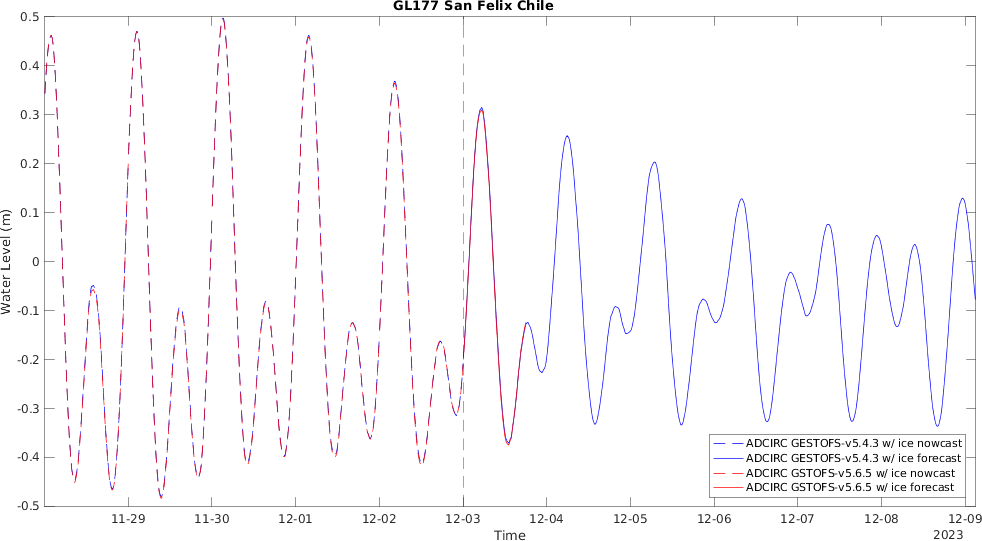 GL177 San Felix Chile
0.5
0.4
0.3
0.2
0.1
0
-0.1
-0.2
-0.3
-0.4
-0.5
Water Level (m)
11-29 11-30 12-01 12-02 12-03 12-04 12-05 12-06 12-07 12-08 12-09
Time
2023
ADCIRC GESTOFS-v5.4.3 w/ ice nowcast
ADCIRC GESTOFS-v5.4.3 w/ ice forecast
ADCIRC GSTOFS-v5.6.5 w/ ice nowcast
ADCIRC GSTOFS-v5.6.5 w/ ice forecast